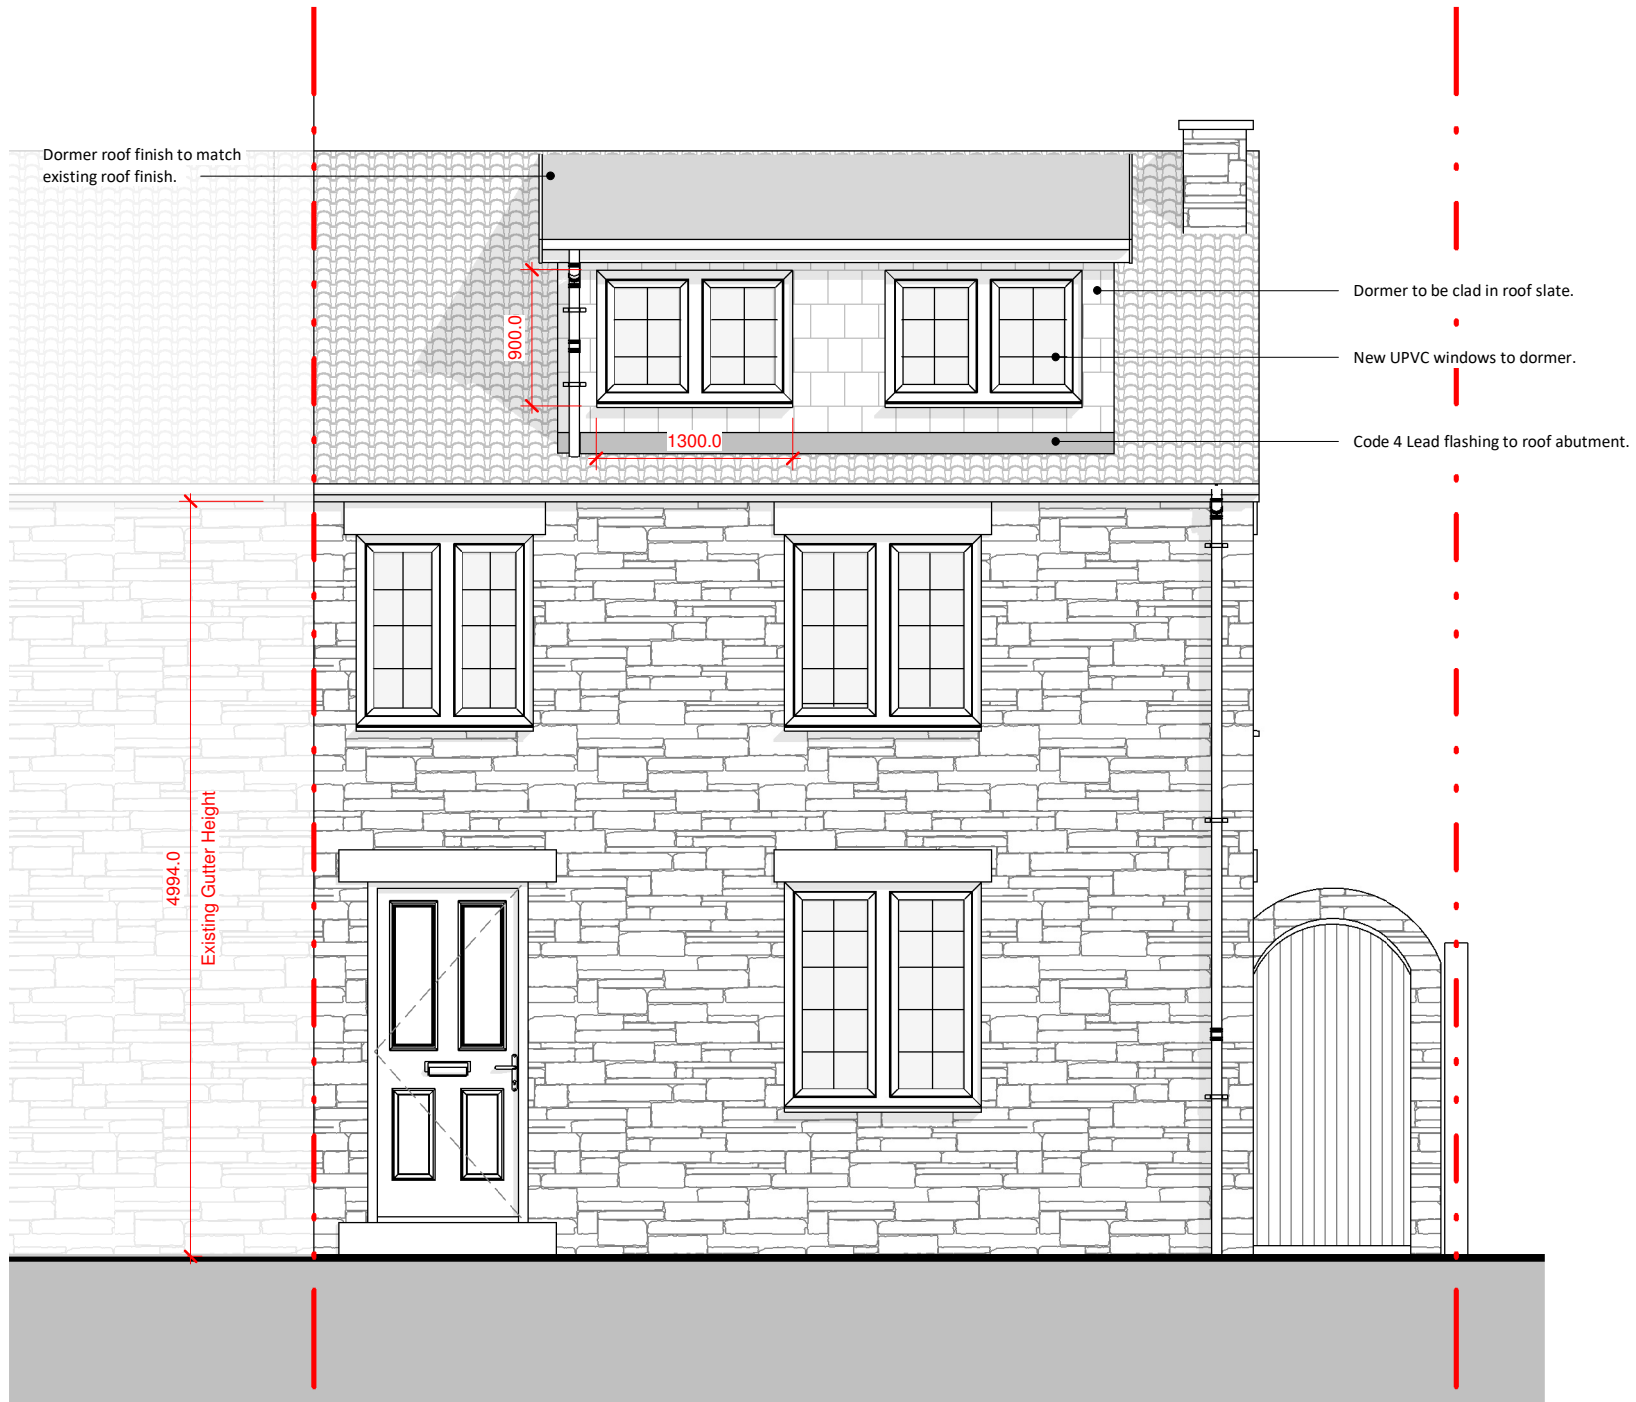 Dormer roof finish to match
existing roof finish.
Dormer to be clad in roof slate.
900.0
New UPVC windows to dormer.
1300.0
Code 4 Lead flashing to roof abutment.
4994.0
Existing Gutter Height